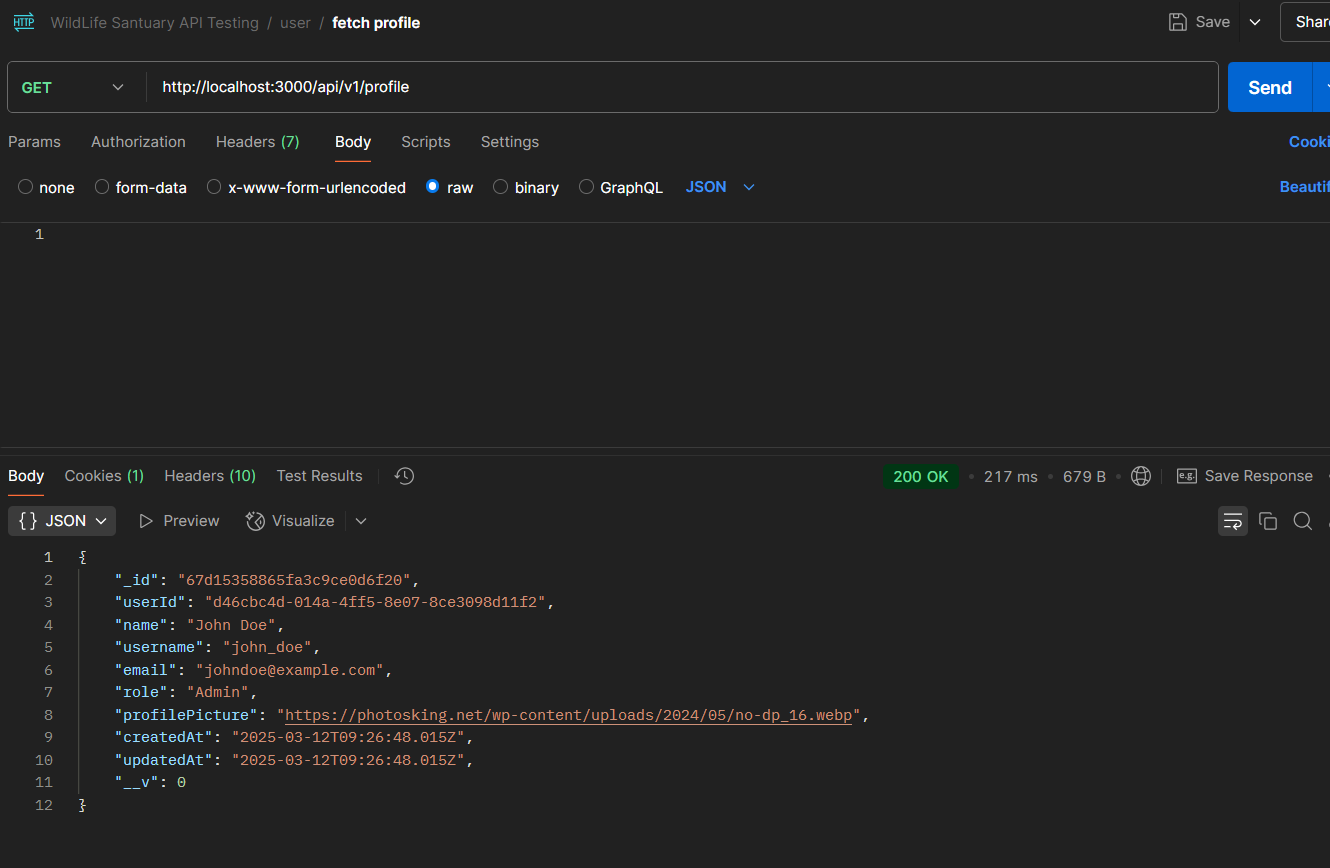 HTTP WildLife Santuary API Testing / user / fetch profile Save
GET http://localhost:3000/api/v1/profile Send
Params Authorization Headers (7) Body Scripts Settings
none form-data x-www-form-urlencoded raw binary GraphQL JSON
1
Body Cookies (1) Headers (10) Test Results 200 OK • 217 ms • 679 B • e.g. Save Response
{} JSON Preview Visualize
1 {
2 "_id": "67d15358865fa3c9ce0d6f20",
3 "userId": "d46cbc4d-014a-4ff5-8e07-8ce3098d11f2",
4 "name": "John Doe",
5 "username": "john_doe",
6 "email": "johndoe@example.com",
7 "role": "Admin",
8 "profilePicture": "https://photosking.net/wp-content/uploads/2024/05/no-dp_16.webp",
9 "createdAt": "2025-03-12T09:26:48.015Z",
10 "updatedAt": "2025-03-12T09:26:48.015Z",
11 "__v": 0
12 }